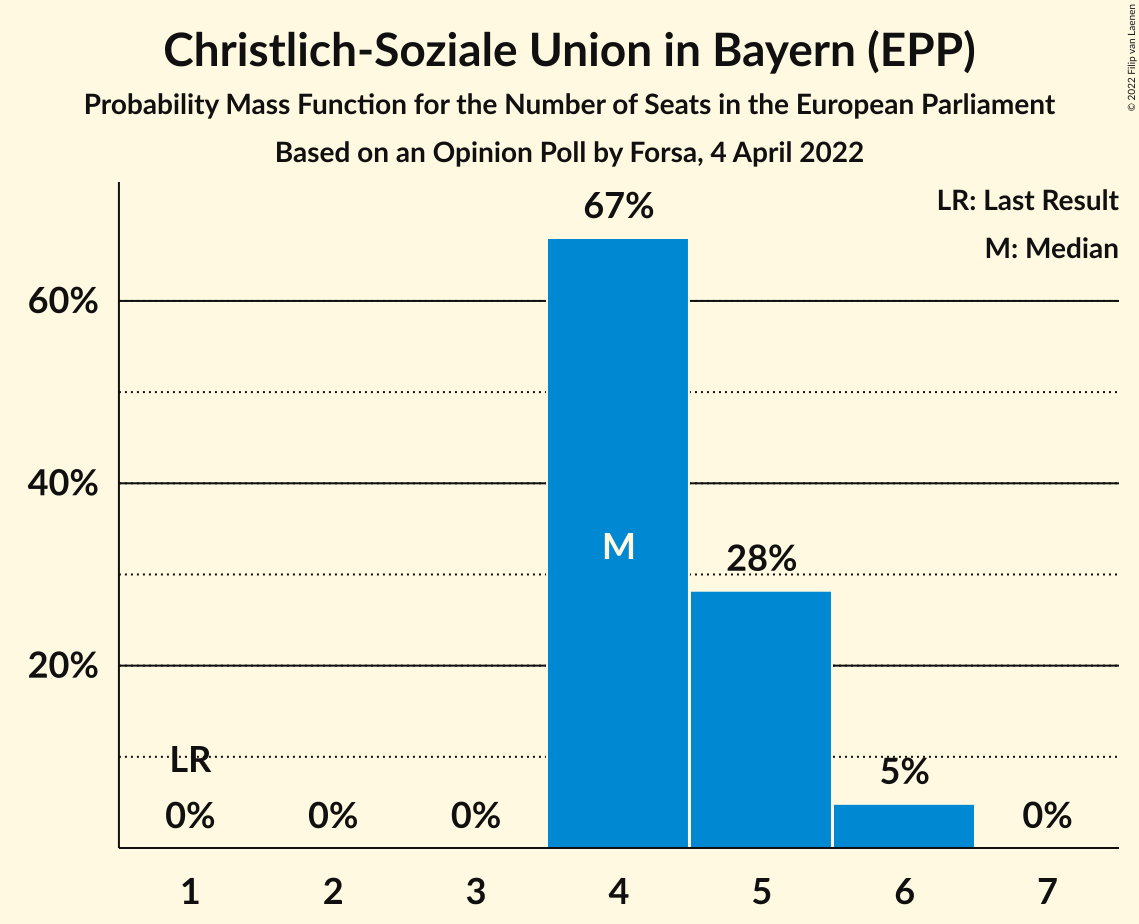 Christlich-Soziale Union in Bayern (EPP)
Probability Mass Function for the Number of Seats in the European Parliament
Based on an Opinion Poll by Forsa, 4 April 2022
© 2022 Filip van Laenen
LR: Last Result
M: Median
67%
60%
40%
M
28%
20%
LR
5%
0%
0%
0%
0%
1
2
3
4
5
6
7